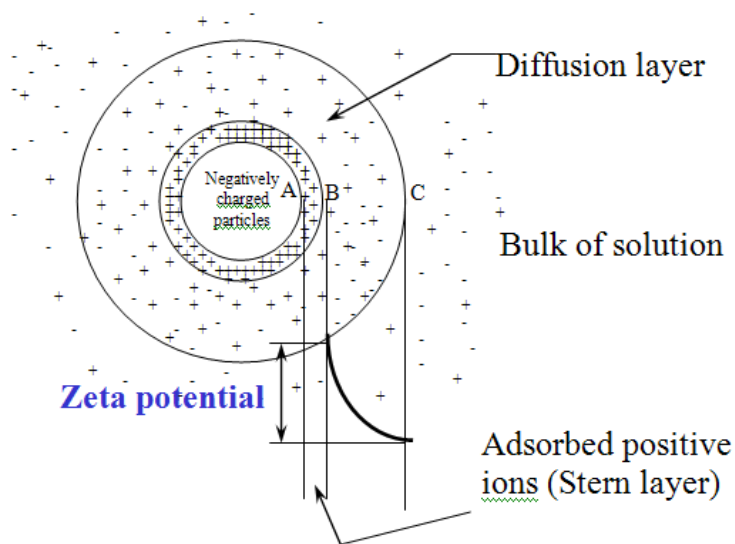 Diffusion layer
Negatively
charged
particles
A
B
C
Bulk of solution
Zeta potential
Adsorbed positive
ions (Stern layer)